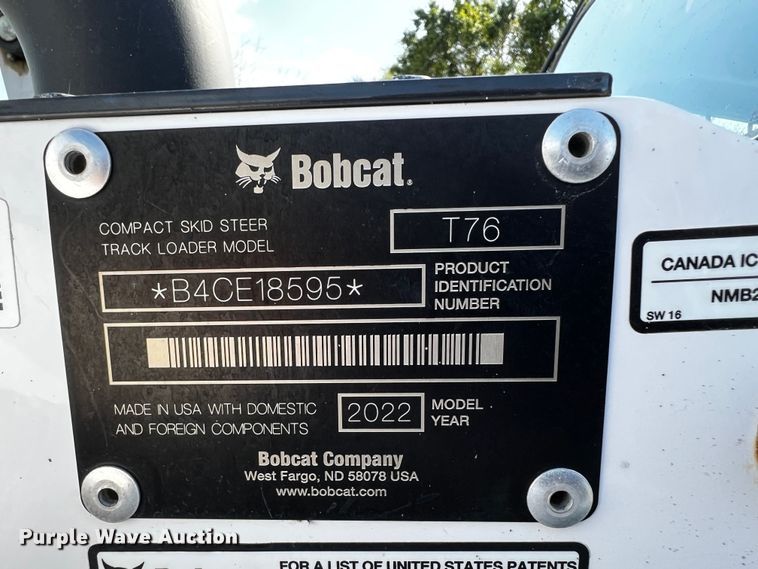 Bobcat.
COMPACT SKID STEER
TRACK LOADER MODEL
T76
*B4CE18595*
PRODUCT
IDENTIFICATION
NUMBER
MADE IN USA WITH DOMESTIC
AND FOREIGN COMPONENTS
2022
MODEL
YEAR
Bobcat Company
West Fargo, ND 58078 USA
www.bobcat.com
CANADA IC
NMB2
SW 16
FOR A LIST OF UNITED STATES PATENTS
Purple Wave Auction